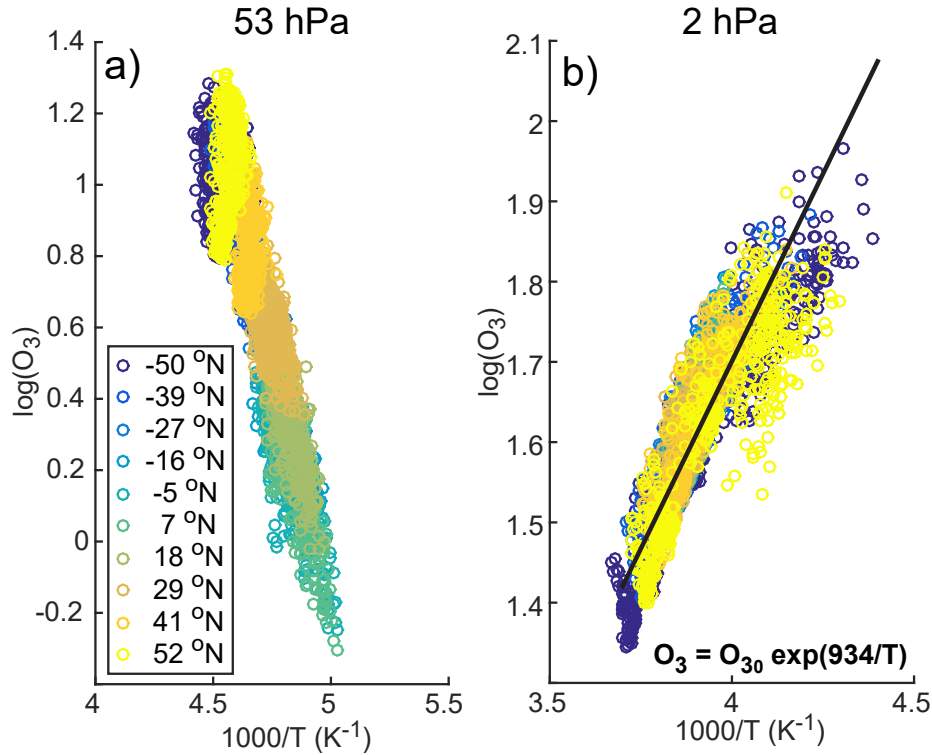 53 hPa
a)
1.4
1.2
1
0.8
0.6
0.4
0.2
0
-0.2
log(O₃)
-50 ᵒN
-39 ᵒN
-27 ᵒN
-16 ᵒN
-5 ᵒN
7 ᵒN
18 ᵒN
29 ᵒN
41 ᵒN
52 ᵒN
4 4.5 5 5.5
1000/T (K⁻¹)
2 hPa
b)
2.1
2
1.9
1.8
1.7
1.6
1.5
1.4
log(O₃)
O₃ = O₃₀ exp(934/T)
3.5 4 4.5
1000/T (K⁻¹)